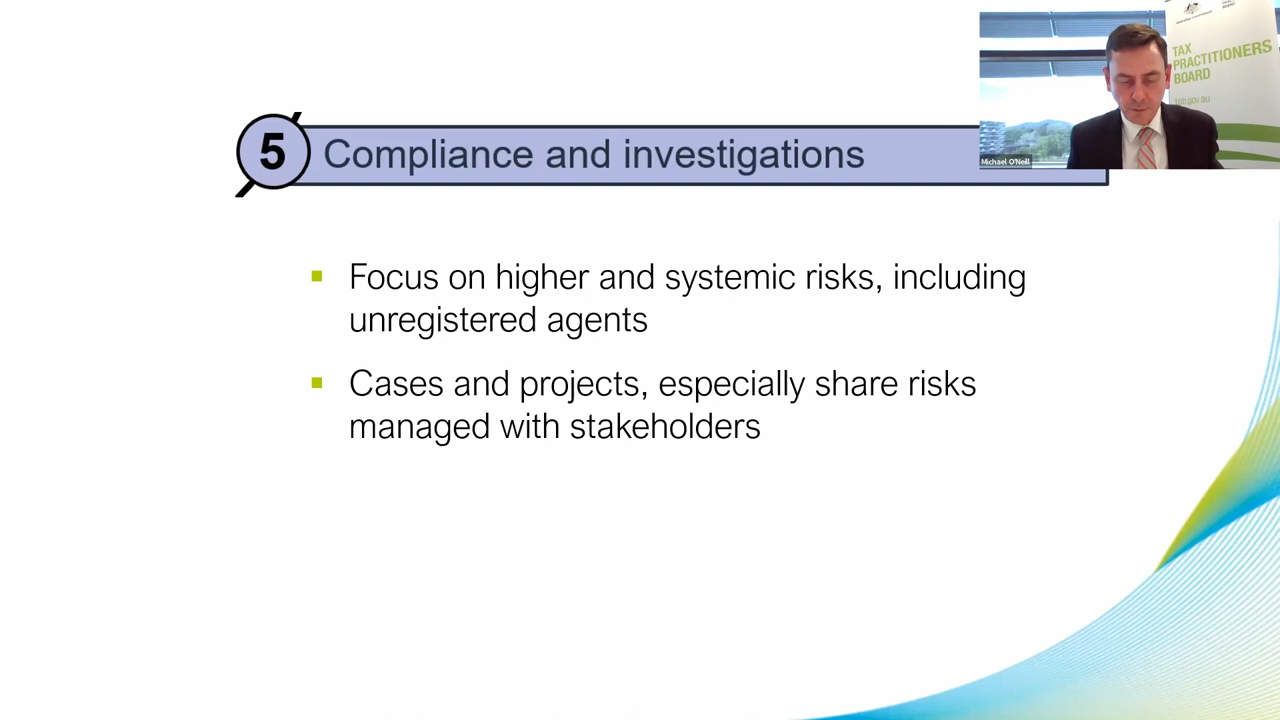 5 Compliance and investigations
Focus on higher and systemic risks, including
unregistered agents
Cases and projects, especially share risks
managed with stakeholders
TAX
PRACTITIONERS
BOARD
tpb.gov.au
Michael O'Neill